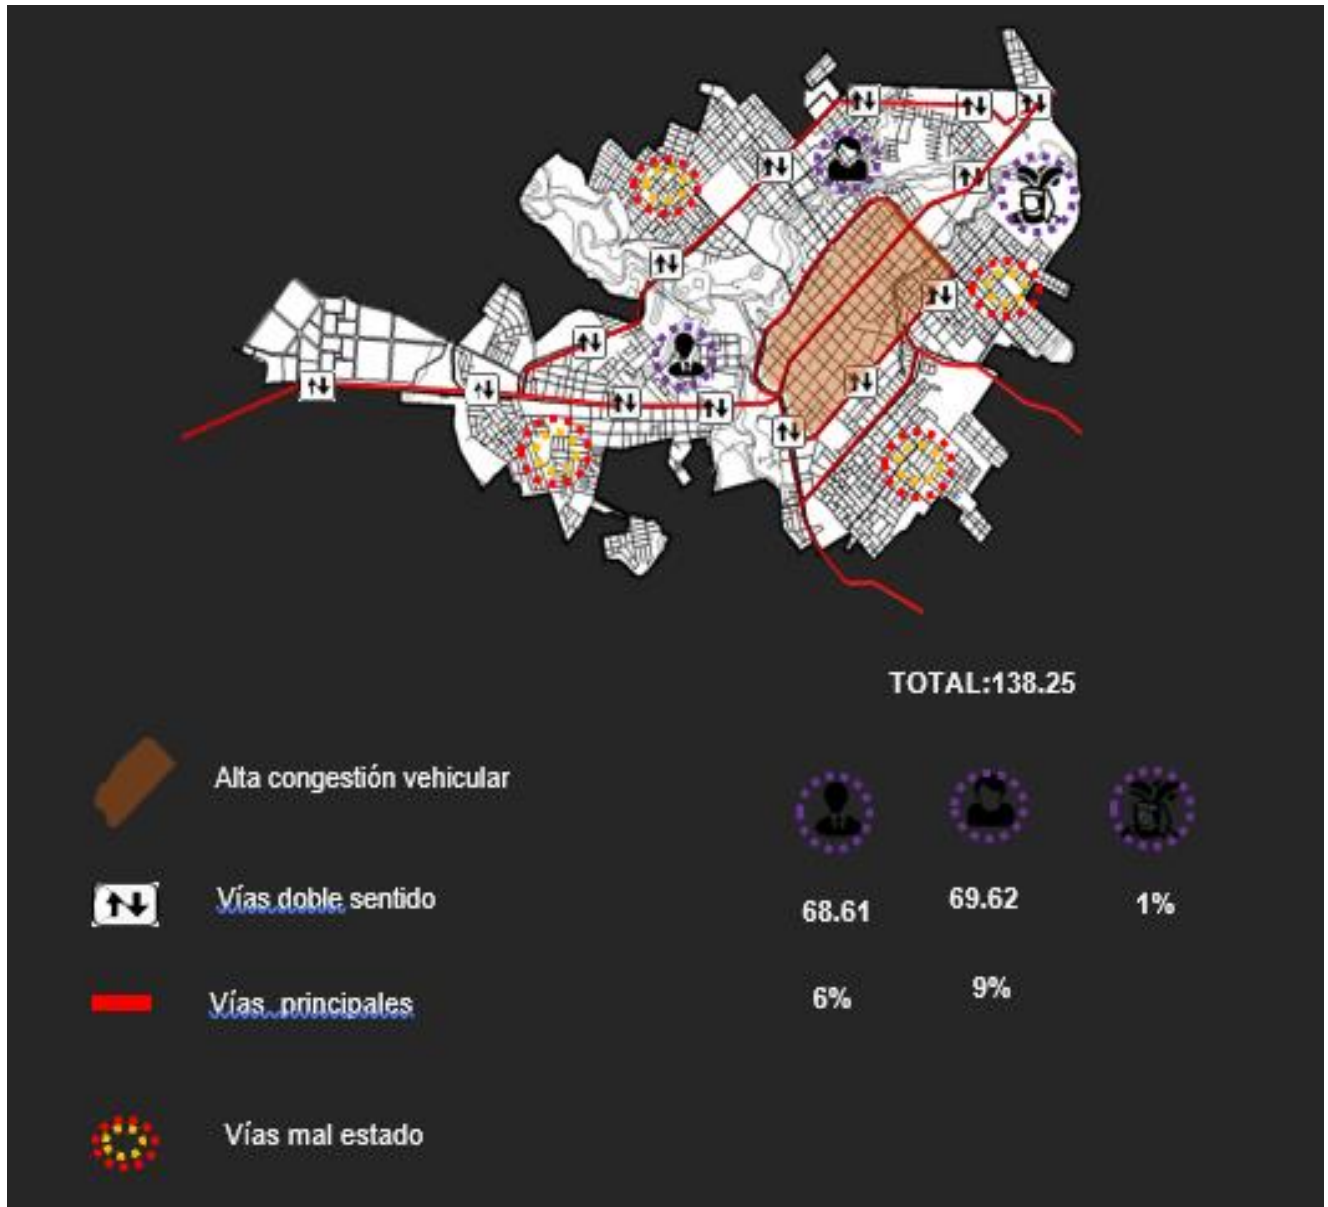 TOTAL:138.25
Alta congestión vehicular
Vías doble sentido
68.61
69.62
1%
Vías principales
6%
9%
Vías mal estado